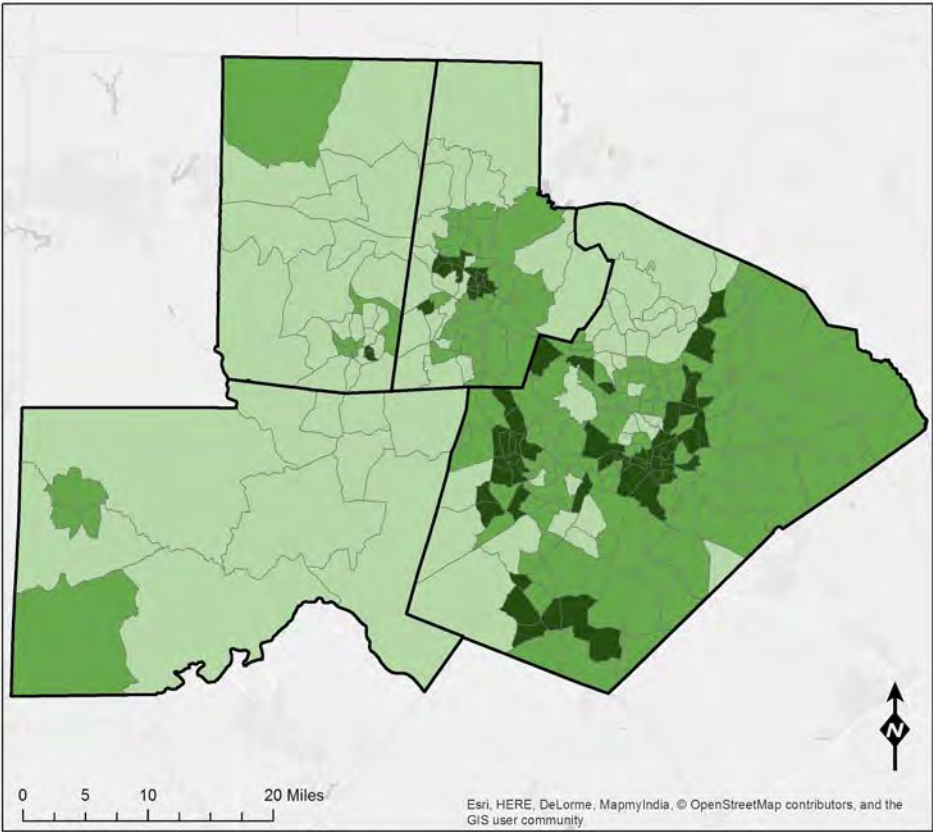 N
0 5 10 20 Miles
Esri, HERE, DeLorme, MapmyIndia, © OpenStreetMap contributors, and the
GIS user community